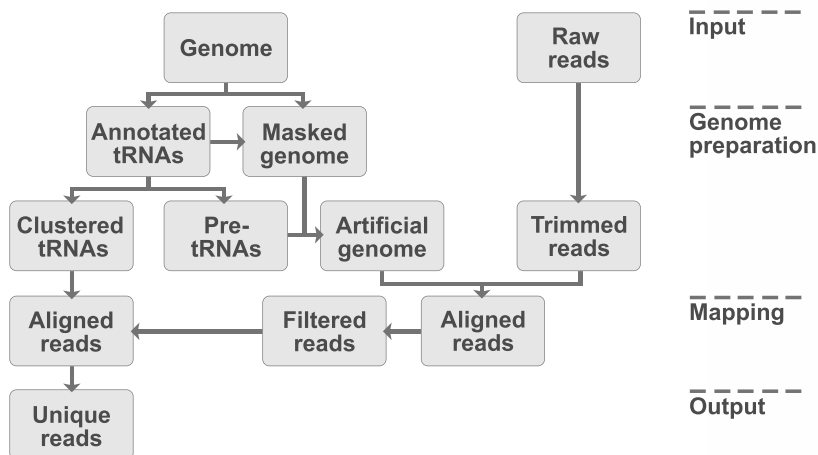 Genome
Raw
reads
Input
Annotated
tRNAs
Masked
genome
Genome
preparation
Clustered
tRNAs
Pre-
tRNAs
Artificial
genome
Trimmed
reads
Aligned
reads
Filtered
reads
Aligned
reads
Mapping
Unique
reads
Output